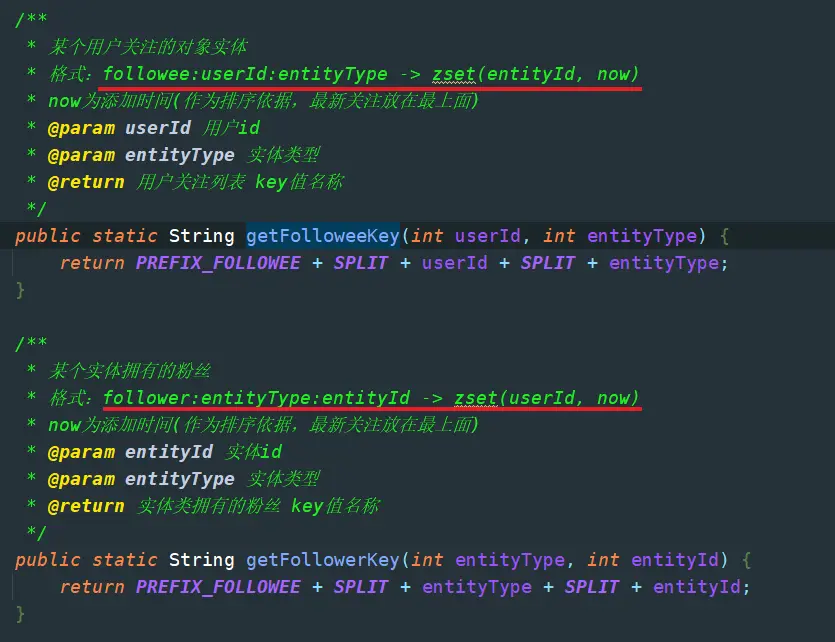 /**
 * 某个用户关注的对象实体
 * 格式：followee:userId:entityType -> zset(entityId, now)
 * now为添加时间(作为排序依据，最新关注放在最上面)
 * @param userId 用户id
 * @param entityType 实体类型
 * @return 用户关注列表 key值名称
 */
public static String getFolloweeKey(int userId, int entityType) {
    return PREFIX_FOLLOWEE + SPLIT + userId + SPLIT + entityType;
}
/**
 * 某个实体拥有的粉丝
 * 格式：follower:entityType:entityId -> zset(userId, now)
 * now为添加时间(作为排序依据，最新关注放在最上面)
 * @param entityId 实体id
 * @param entityType 实体类型
 * @return 实体类拥有的粉丝 key值名称
 */
public static String getFollowerKey(int entityType, int entityId) {
    return PREFIX_FOLLOWEE + SPLIT + entityType + SPLIT + entityId;
}